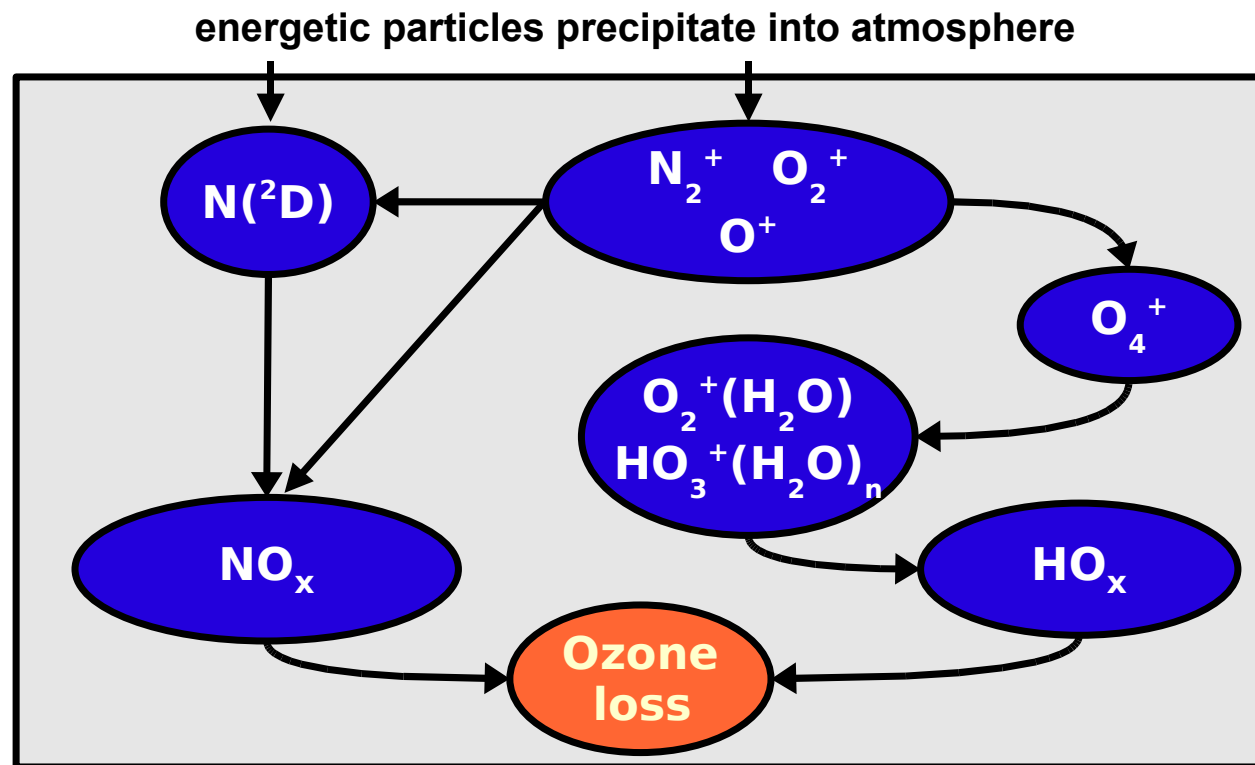 energetic particles precipitate into atmosphere
N(²D)
N₂⁺ O₂⁺
O⁺
O₄⁺
O₂⁺(H₂O)
HO₃⁺(H₂O)ₙ
NOₓ
HOₓ
Ozone
loss